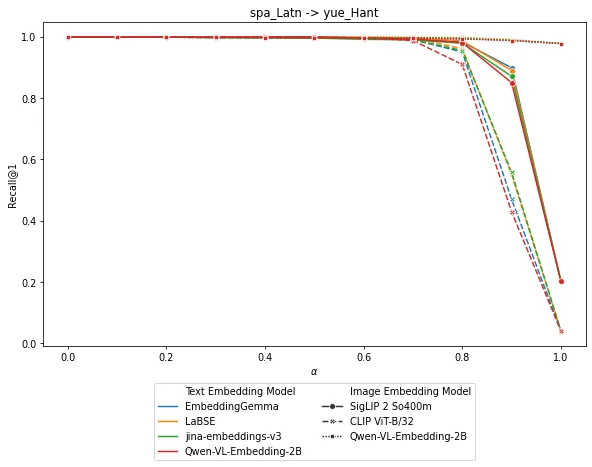 spa_Latn -> yue_Hant
Recall@1
1.0
0.8
0.6
0.4
0.2
0.0
0.0 0.2 0.4 0.6 0.8 1.0
α
Text Embedding Model
EmbeddingGemma
LaBSE
jina-embeddings-v3
Qwen-VL-Embedding-2B
Image Embedding Model
SigLIP 2 So400m
CLIP ViT-B/32
Qwen-VL-Embedding-2B